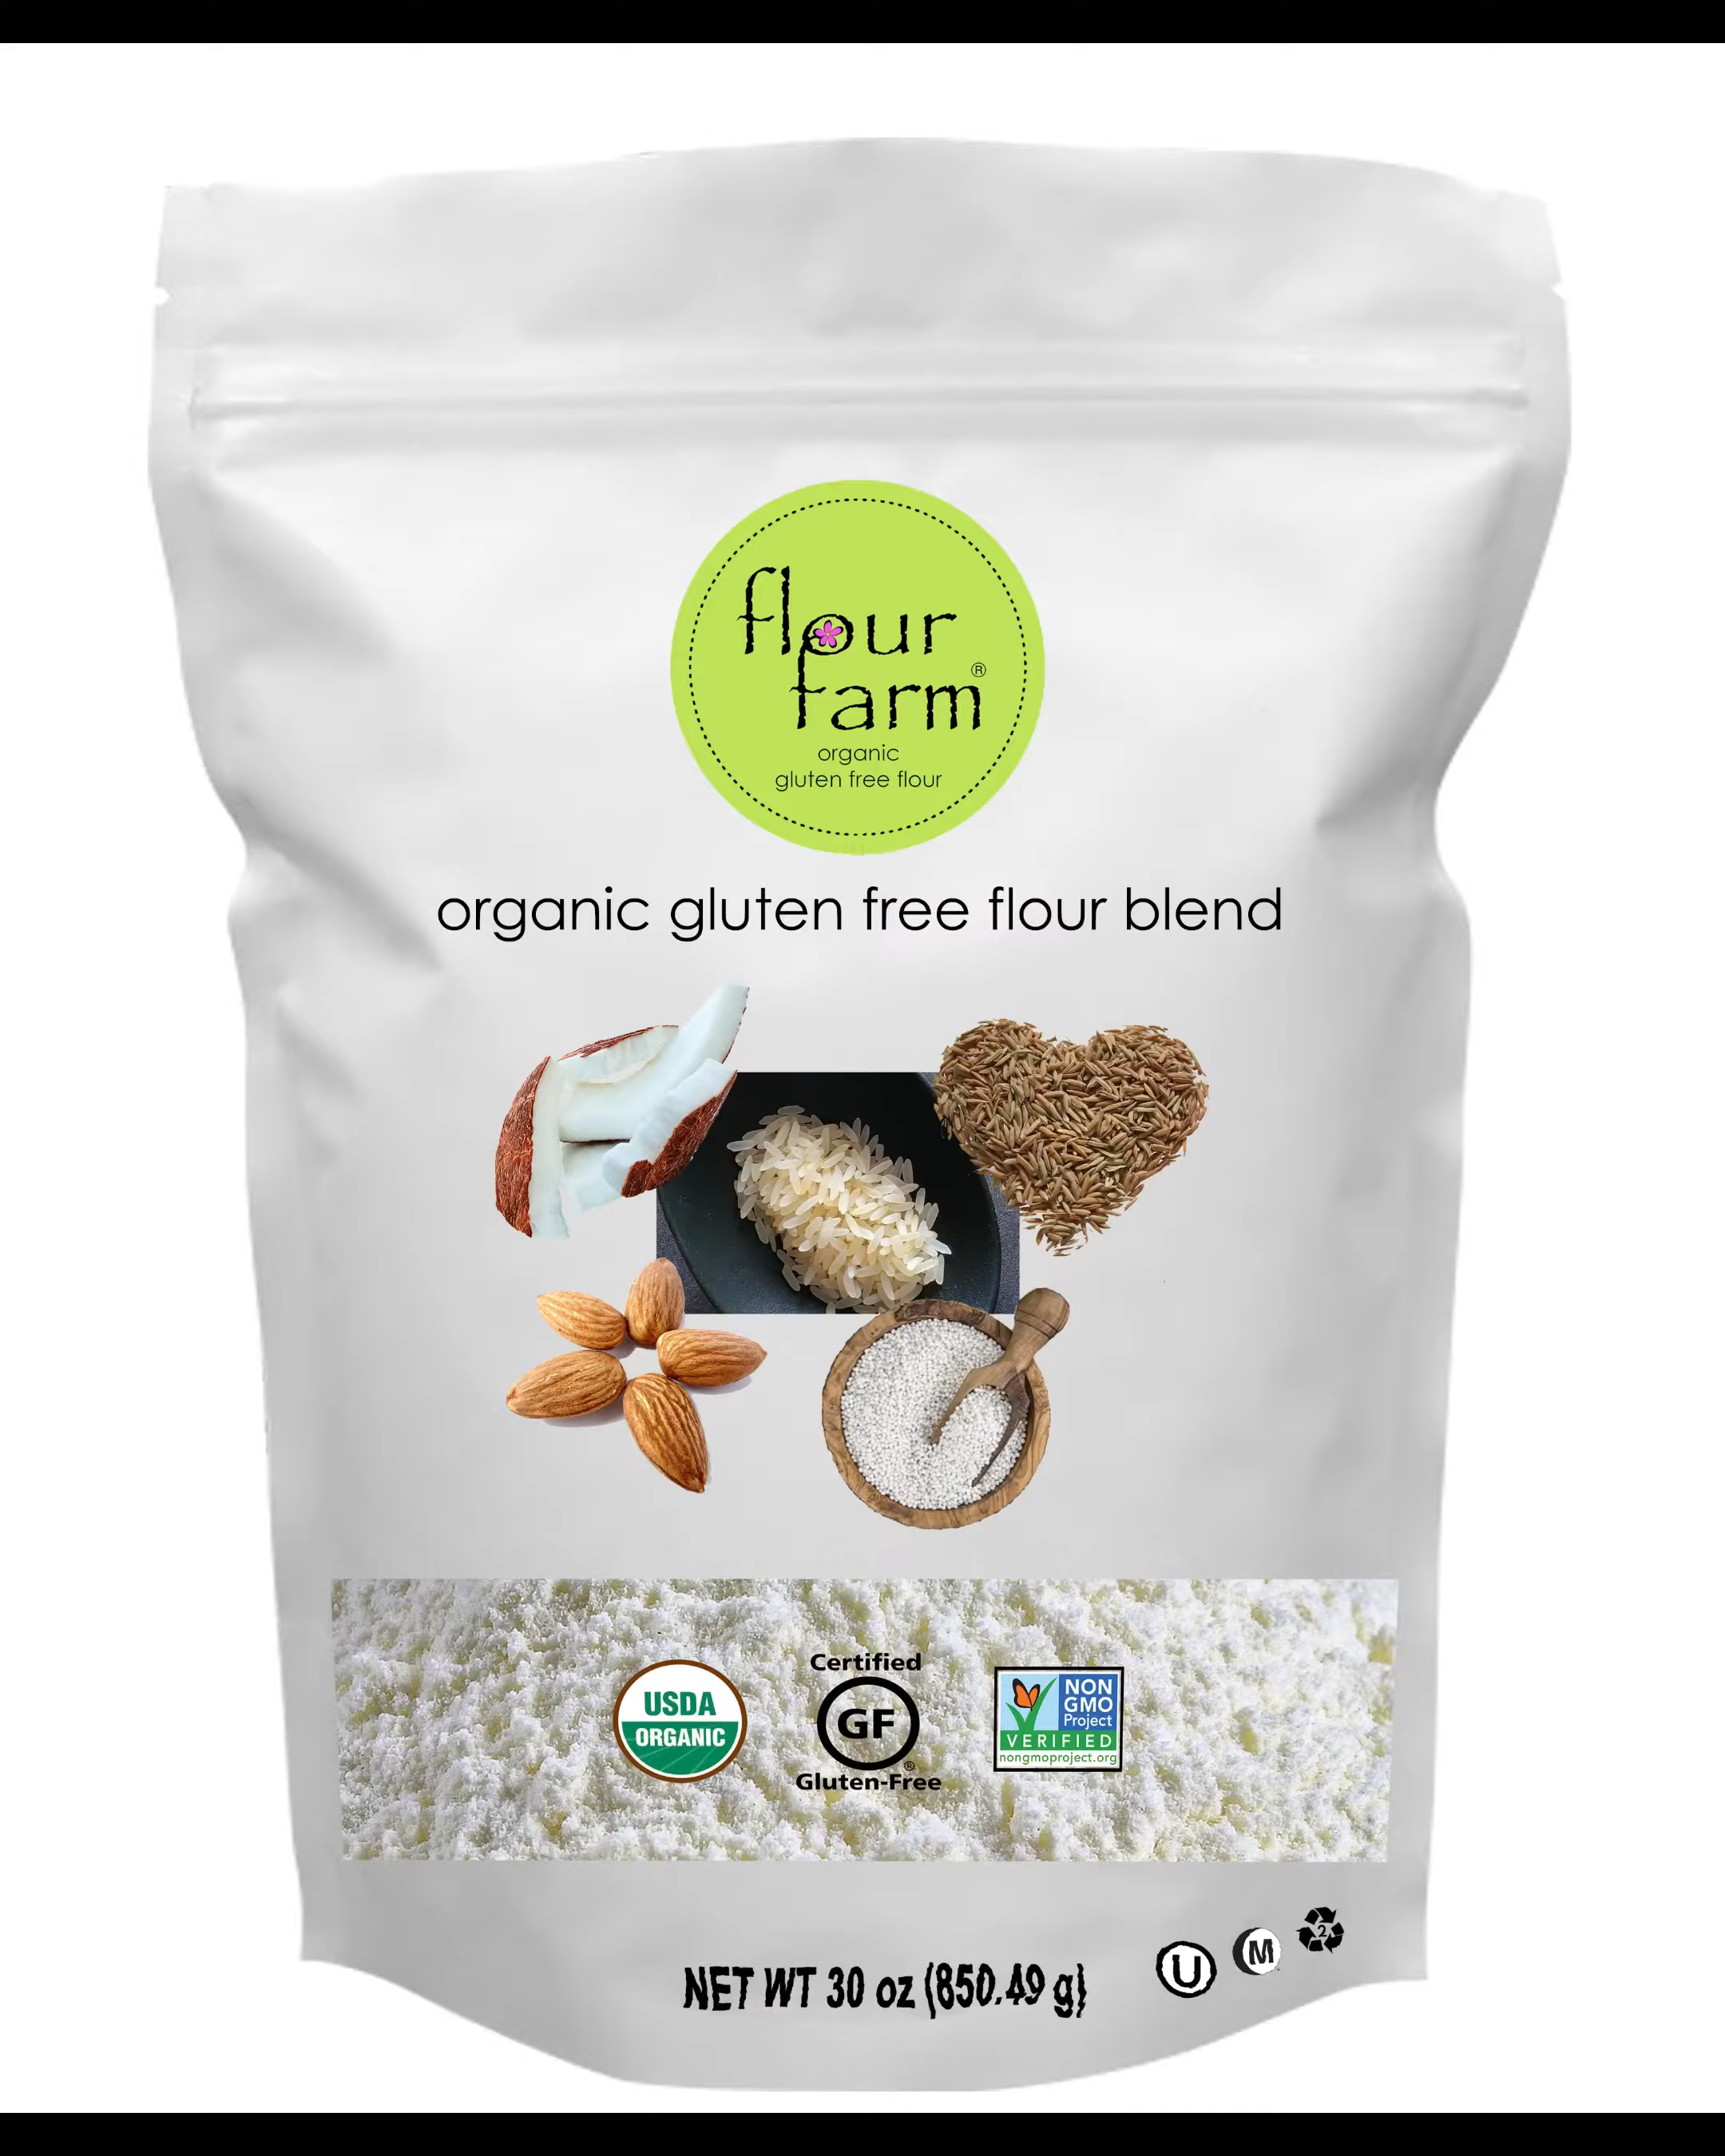 flour
farm®
organic
gluten free flour
organic gluten free flour blend
USDA
ORGANIC
Certified
GF®
Gluten-Free
NON
GMO
Project
VERIFIED
nongmoproject.org
NET WT 30 oz (850.49 g)
U
M
2